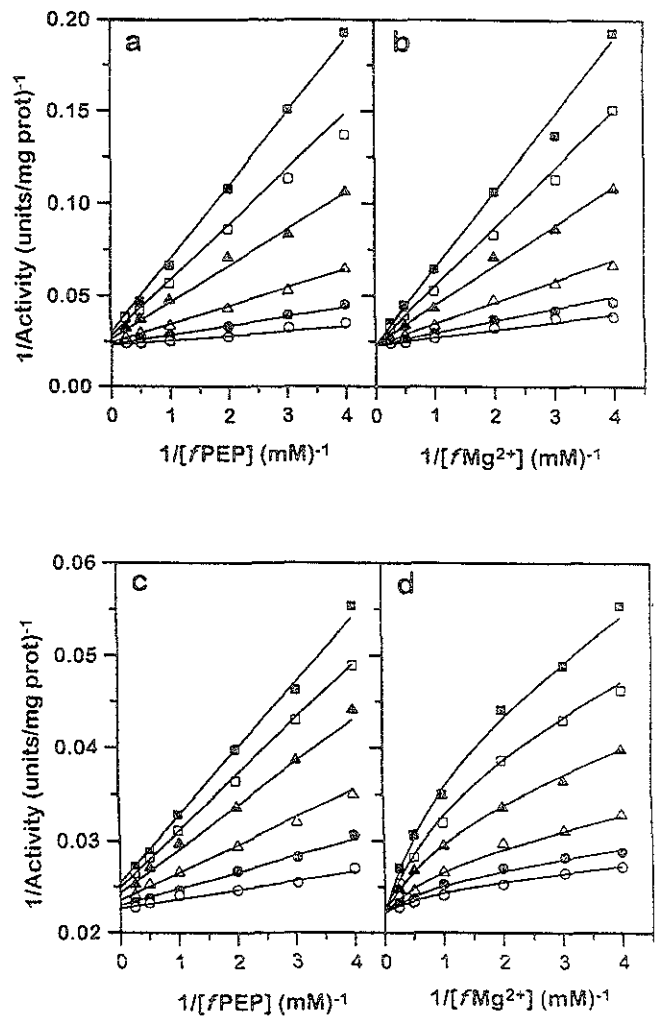 a
b
0.20
0.15
0.10
0.05
0.00
1/Activity (units/mg prot)-1
0 1 2 3 4
0 1 2 3 4
1/[fPEP] (mM)-1
1/[fMg2+] (mM)-1
c
d
0.06
0.05
0.04
0.03
0.02
1/Activity (units/mg prot)-1
0 1 2 3 4
0 1 2 3 4
1/[fPEP] (mM)-1
1/[fMg2+] (mM)-1